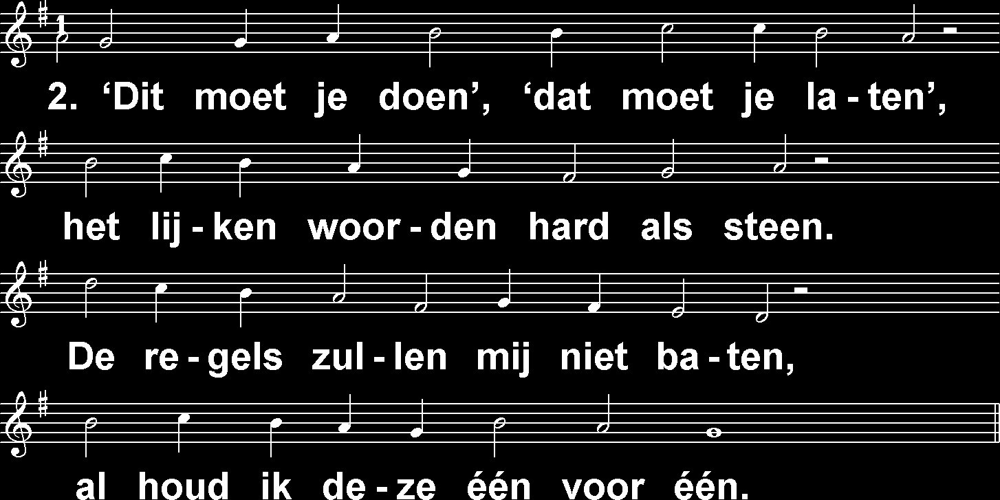 1
2. ‘Dit moet je doen’, ‘dat moet je la - ten’,
het lij - ken woor - den hard als steen.
De re - gels zul - len mij niet ba - ten,
al houd ik de - ze één voor één.